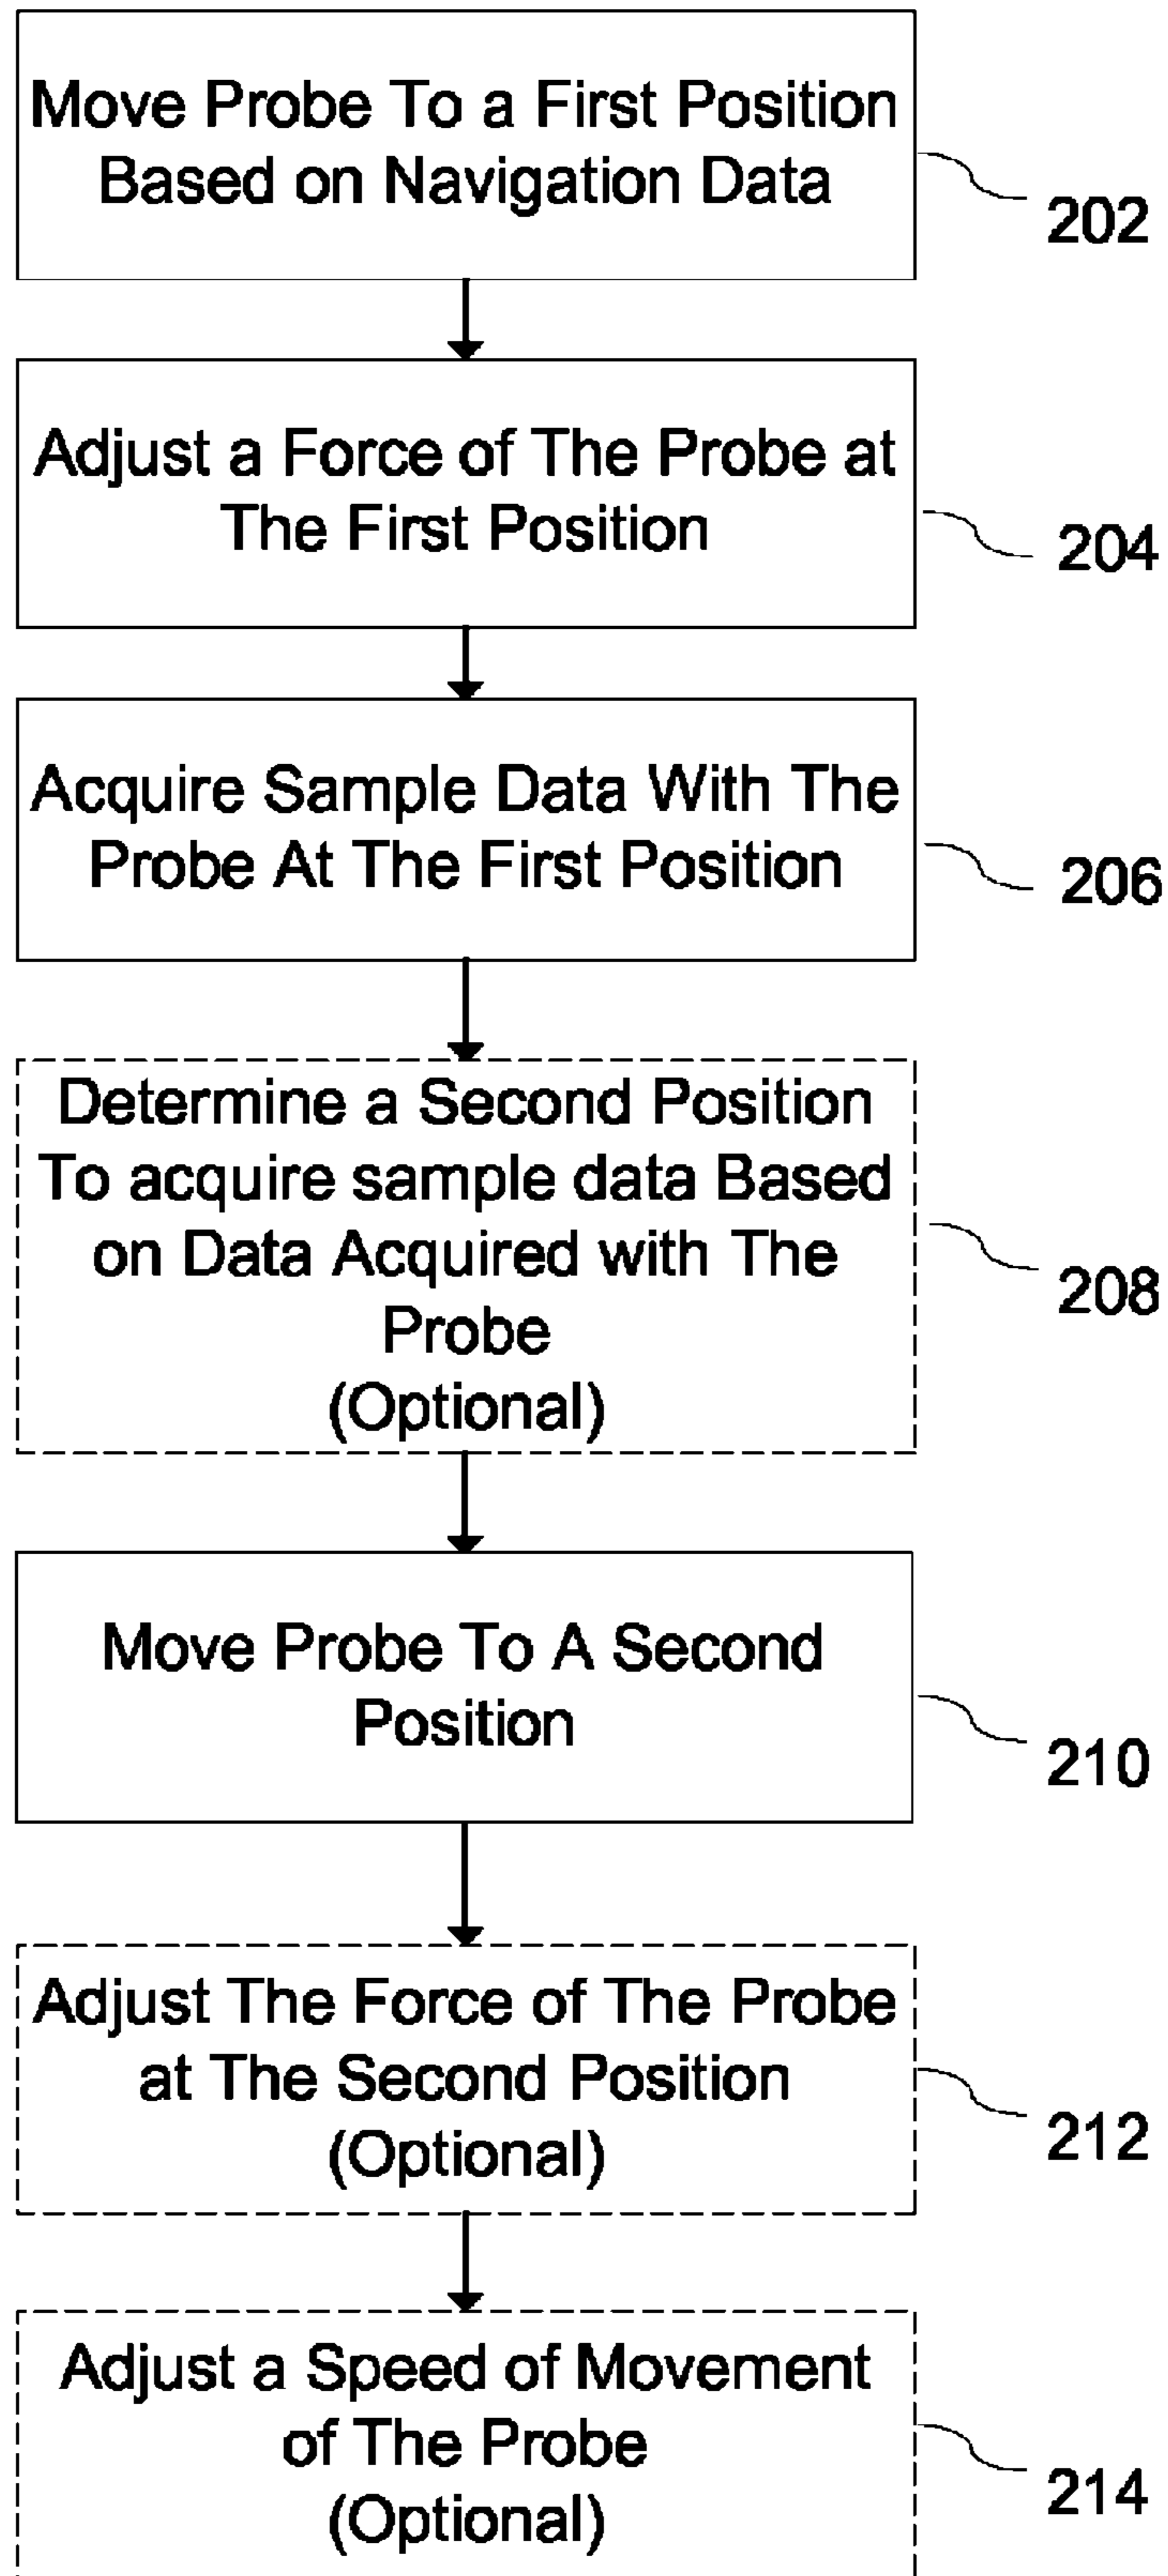 Move Probe To a First Position
Based on Navigation Data
202
Adjust a Force of The Probe at
The First Position
204
Acquire Sample Data With The
Probe At The First Position
206
Determine a Second Position
To acquire sample data Based
on Data Acquired with The
Probe
(Optional)
208
Move Probe To A Second
Position
210
Adjust The Force of The Probe
at The Second Position
(Optional)
212
Adjust a Speed of Movement
of The Probe
(Optional)
214